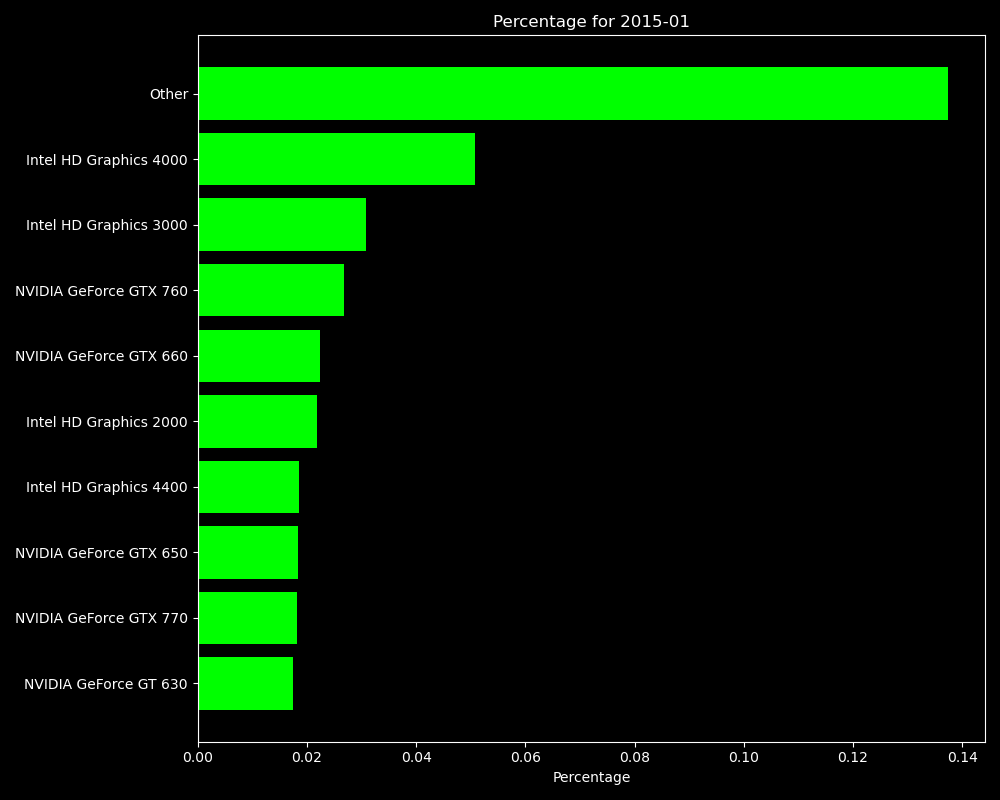 Percentage for 2015-01
Other
Intel HD Graphics 4000
Intel HD Graphics 3000
NVIDIA GeForce GTX 760
NVIDIA GeForce GTX 660
Intel HD Graphics 2000
Intel HD Graphics 4400
NVIDIA GeForce GTX 650
NVIDIA GeForce GTX 770
NVIDIA GeForce GT 630
0.00 0.02 0.04 0.06 0.08 0.10 0.12 0.14
Percentage